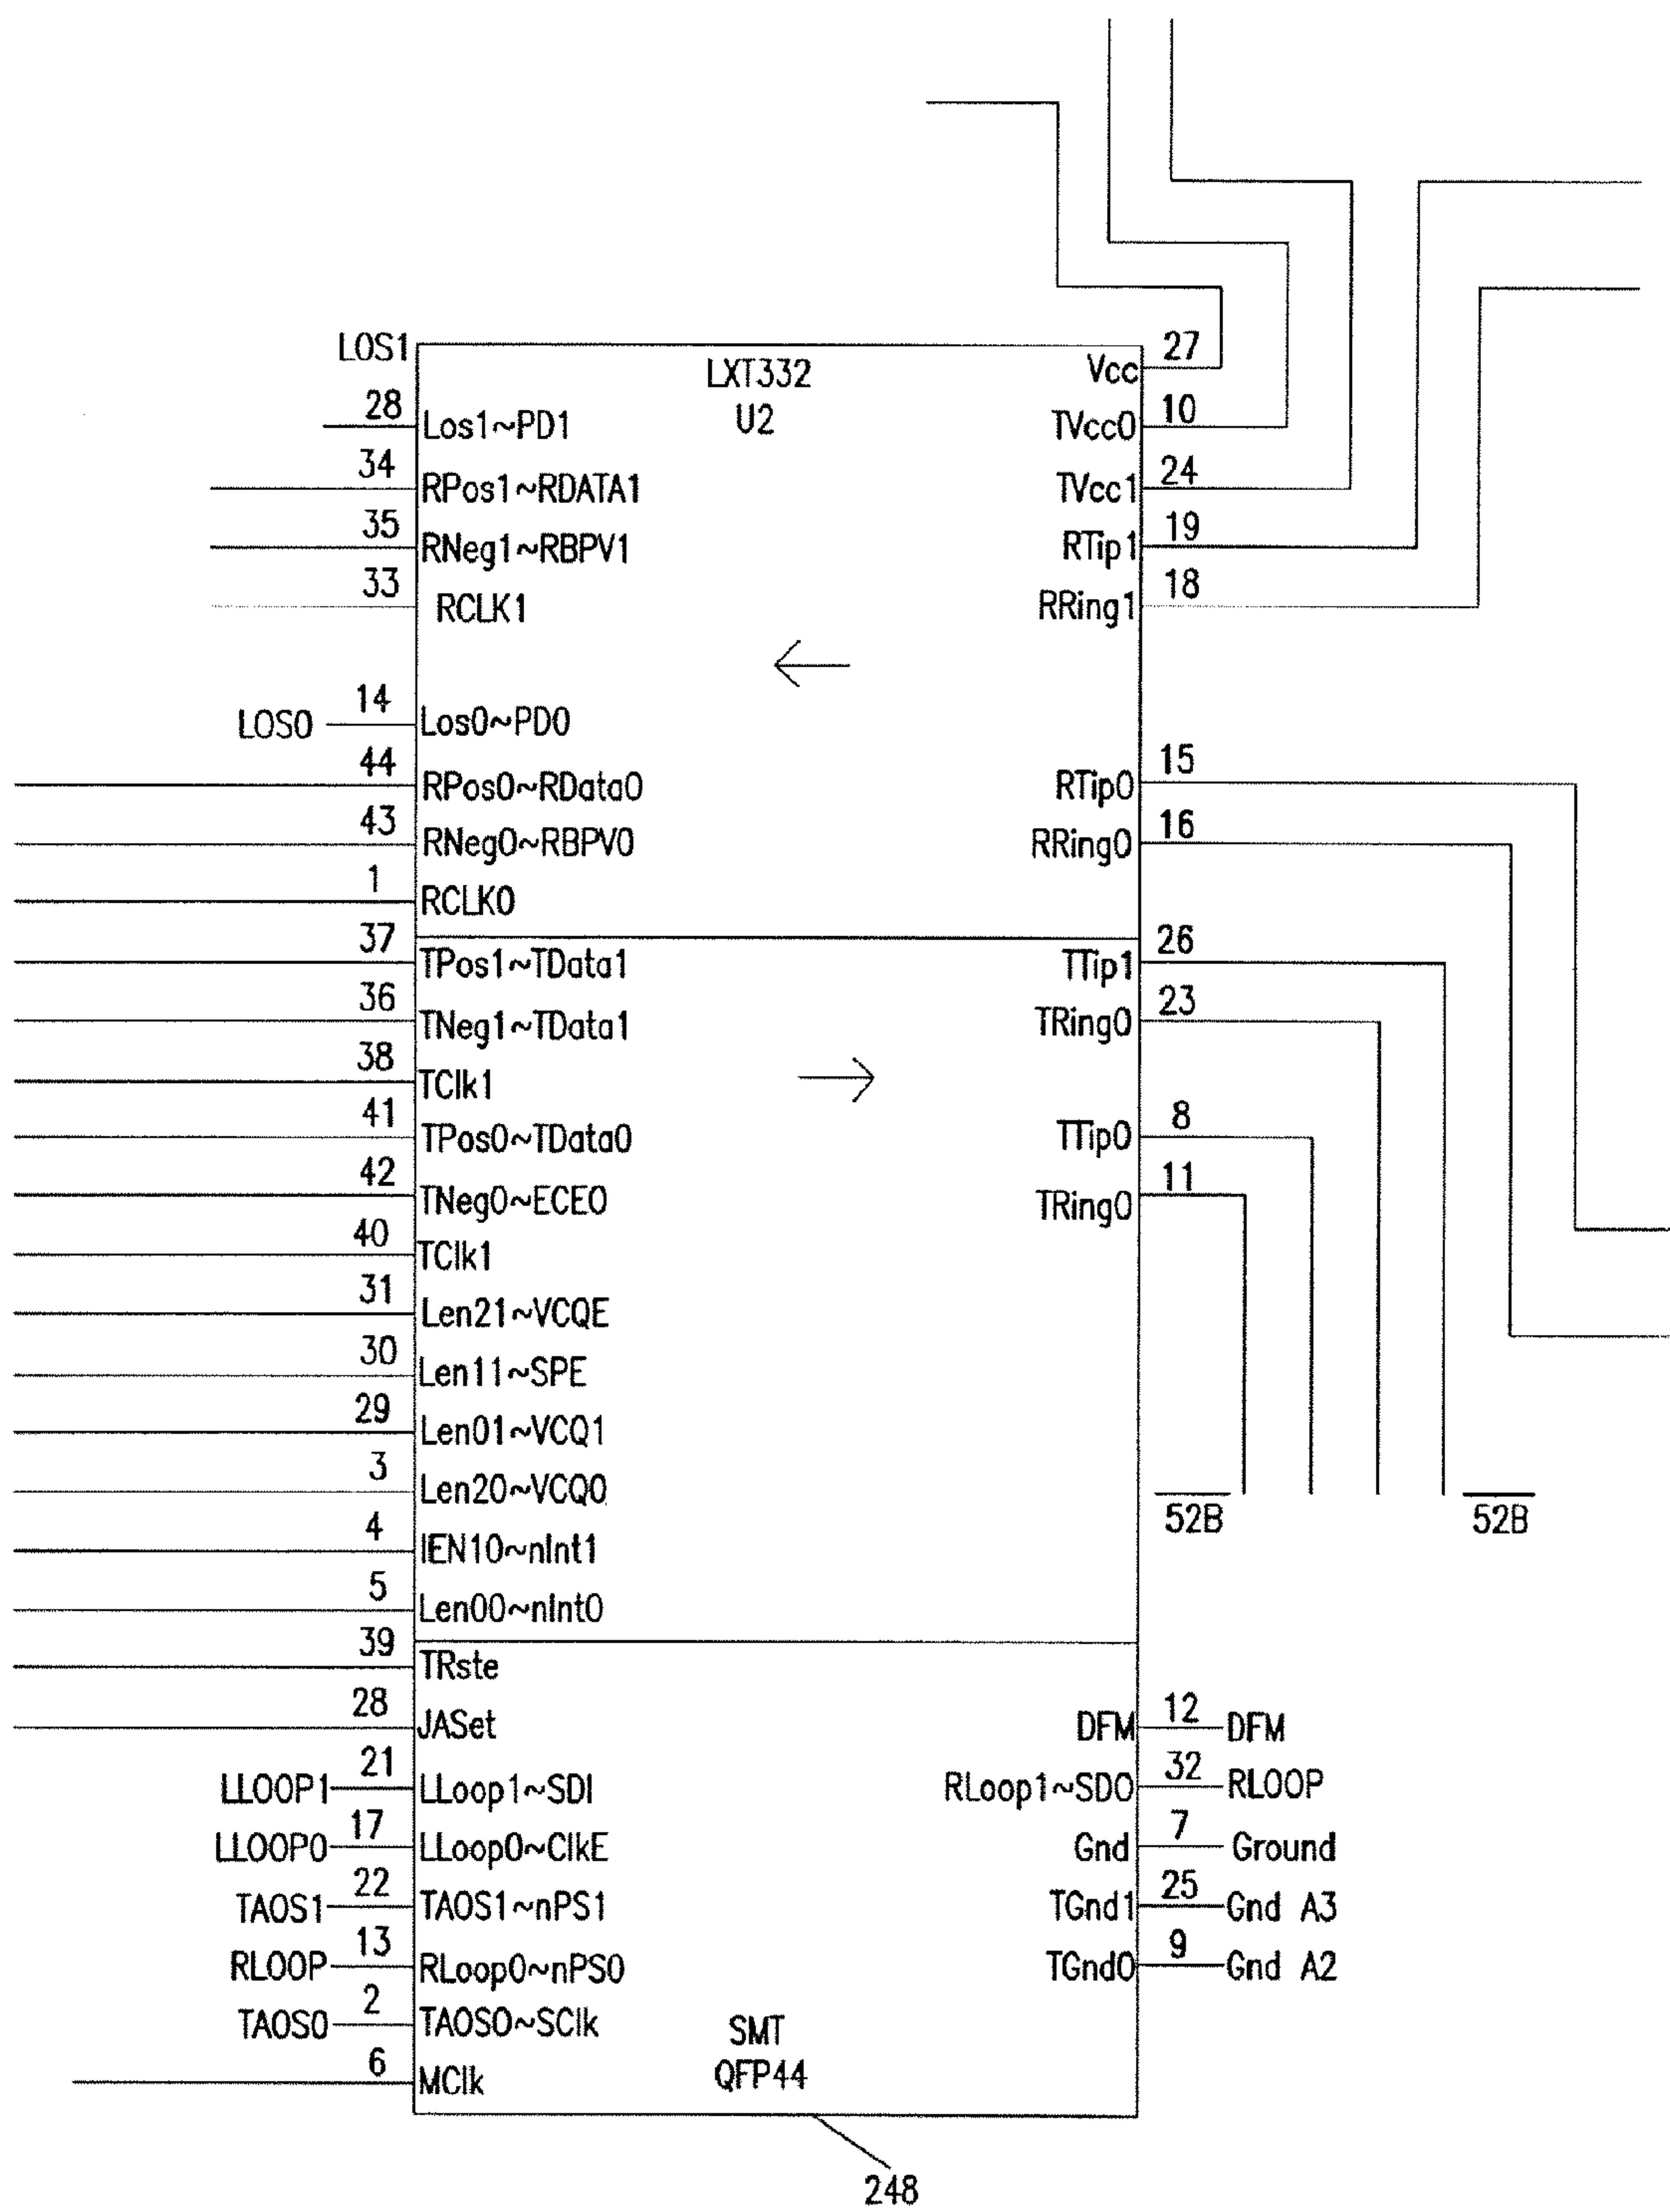 LOS1
LXT332
U2
Vcc 27
28 Los1~PD1
TVcc0 10
34 RPos1~RDATA1
TVcc1 24
35 RNeg1~RBPV1
RTip1 19
33 RCLK1
RRing1 18
LOS0 14 Los0~PD0
44 RPos0~RData0
RTip0 15
43 RNeg0~RBPV0
RRing0 16
1 RCLK0
37 TPos1~TData1
TTip1 26
36 TNeg1~TData1
TRing0 23
38 TClk1
41 TPos0~TData0
TTip0 8
42 TNeg0~ECE0
TRing0 11
40 TClk1
31 Len21~VCQE
30 Len11~SPE
29 Len01~VCQ1
3 Len20~VCQ0
52B
52B
4 lEN10~nInt1
5 Len00~nInt0
39 TRste
28 JASet
DFM 12 DFM
LLOOP1 21 LLoop1~SDI
RLoop1~SDO 32 RLOOP
LLOOP0 17 LLoop0~ClkE
Gnd 7 Ground
TAOS1 22 TAOS1~nPS1
TGnd1 25 Gnd A3
RLOOP 13 RLoop0~nPS0
TGnd0 9 Gnd A2
TAOS0 2 TAOS0~SClk
SMT
QFP44
6 MClk
248